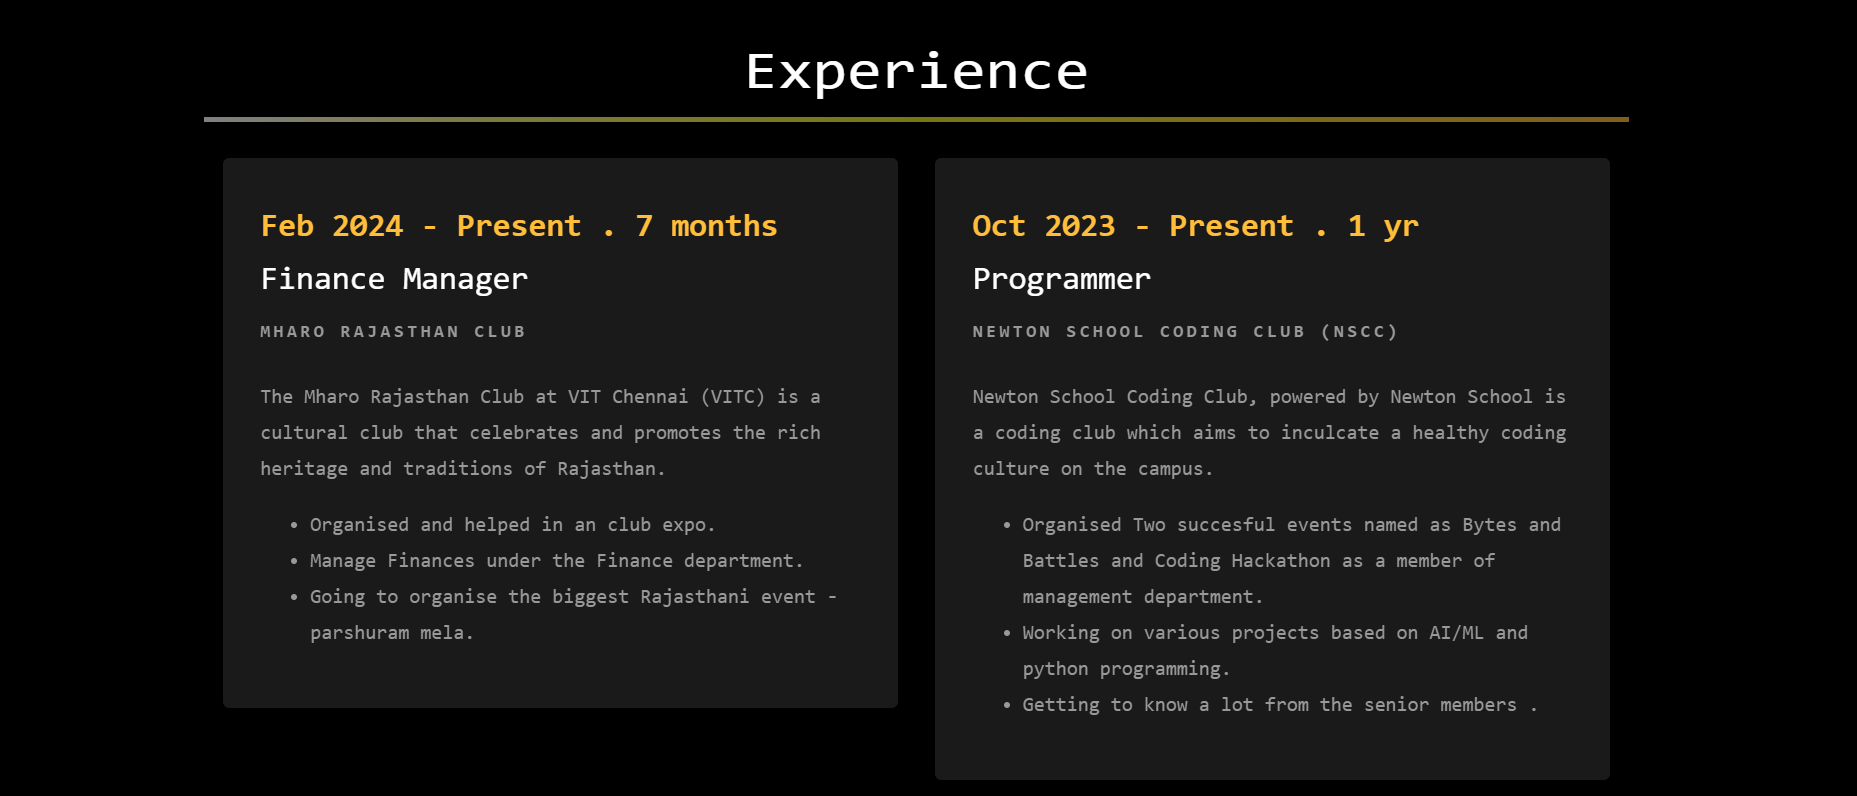 Experience
Feb 2024 - Present . 7 months
Finance Manager
MHARO RAJASTHAN CLUB
The Mharo Rajasthan Club at VIT Chennai (VITC) is a
cultural club that celebrates and promotes the rich
heritage and traditions of Rajasthan.
• Organised and helped in an club expo.
• Manage Finances under the Finance department.
• Going to organise the biggest Rajasthani event -
parshuram mela.
Oct 2023 - Present . 1 yr
Programmer
NEWTON SCHOOL CODING CLUB (NSCC)
Newton School Coding Club, powered by Newton School is
a coding club which aims to inculcate a healthy coding
culture on the campus.
• Organised Two succesful events named as Bytes and
Battles and Coding Hackathon as a member of
management department.
• Working on various projects based on AI/ML and
python programming.
• Getting to know a lot from the senior members .